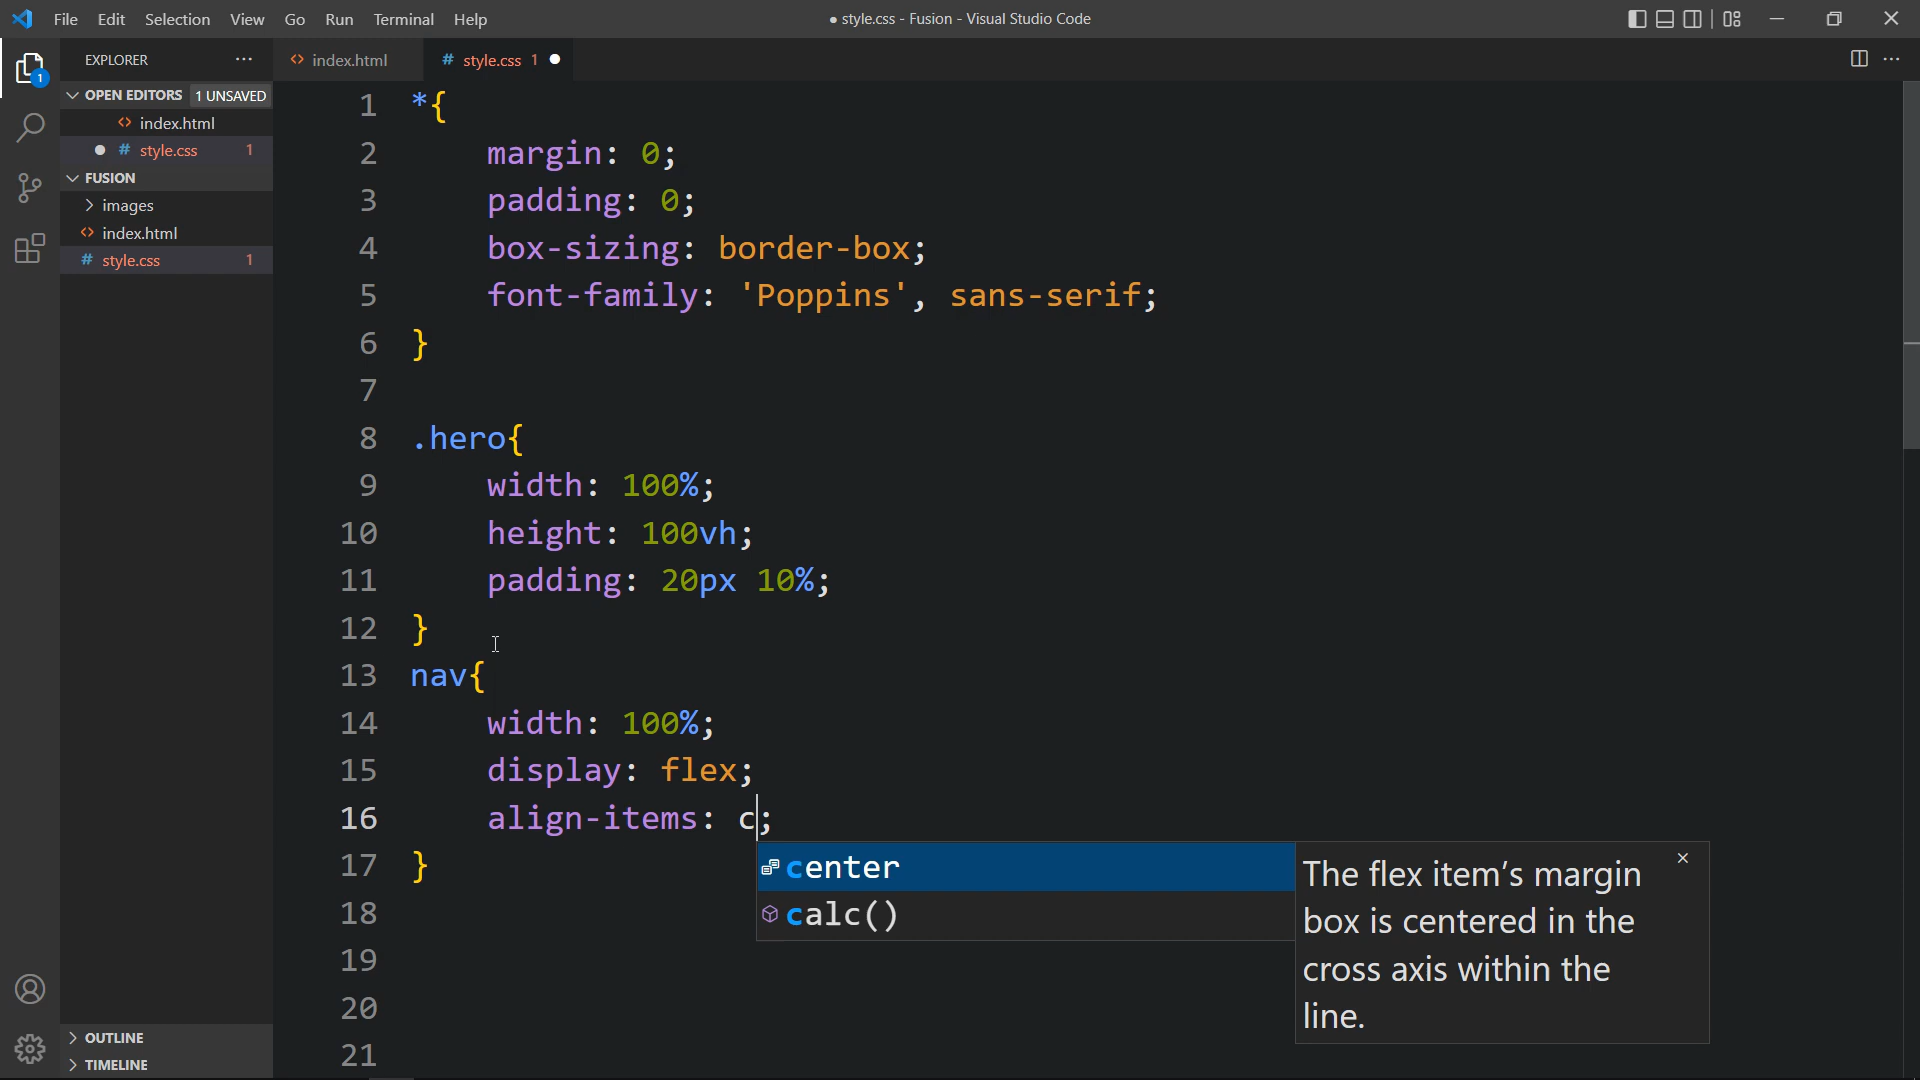 File Edit Selection View Go Run Terminal Help
● style.css - Fusion - Visual Studio Code
1
EXPLORER ···
<> index.html
# style.css 1 ●
OPEN EDITORS 1 UNSAVED
<> index.html
● # style.css 1
FUSION
> images
<> index.html
# style.css 1
OUTLINE
TIMELINE
1 *{
2 margin: 0;
3 padding: 0;
4 box-sizing: border-box;
5 font-family: 'Poppins', sans-serif;
6 }
7
8 .hero{
9 width: 100%;
10 height: 100vh;
11 padding: 20px 10%;
12 }
13 nav{
14 width: 100%;
15 display: flex;
16 align-items: c;
17 }
18
19
20
21
center
calc()
The flex item's margin
box is centered in the
cross axis within the
line.